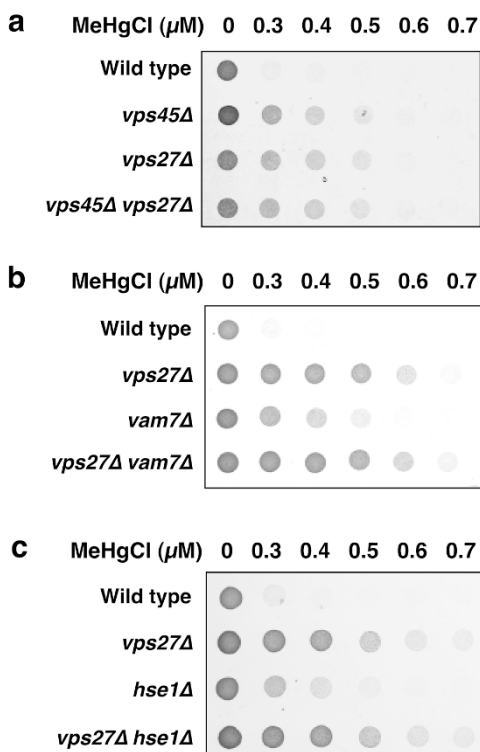 a
MeHgCl (µM) 0 0.3 0.4 0.5 0.6 0.7
Wild type
vps45Δ
vps27Δ
vps45Δ vps27Δ
b
MeHgCl (µM) 0 0.3 0.4 0.5 0.6 0.7
Wild type
vps27Δ
vam7Δ
vps27Δ vam7Δ
c
MeHgCl (µM) 0 0.3 0.4 0.5 0.6 0.7
Wild type
vps27Δ
hse1Δ
vps27Δ hse1Δ